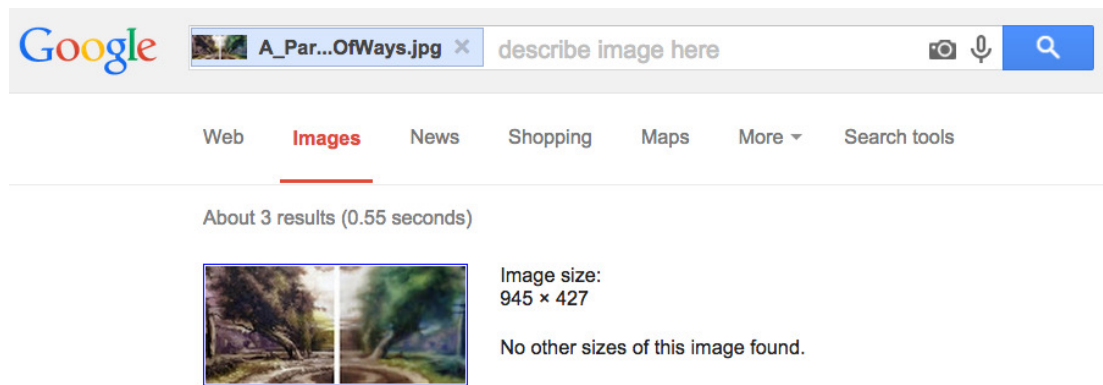 Google A_Par...OfWays.jpg × describe image here
Web Images News Shopping Maps More Search tools
About 3 results (0.55 seconds)
Image size:
945 × 427
No other sizes of this image found.